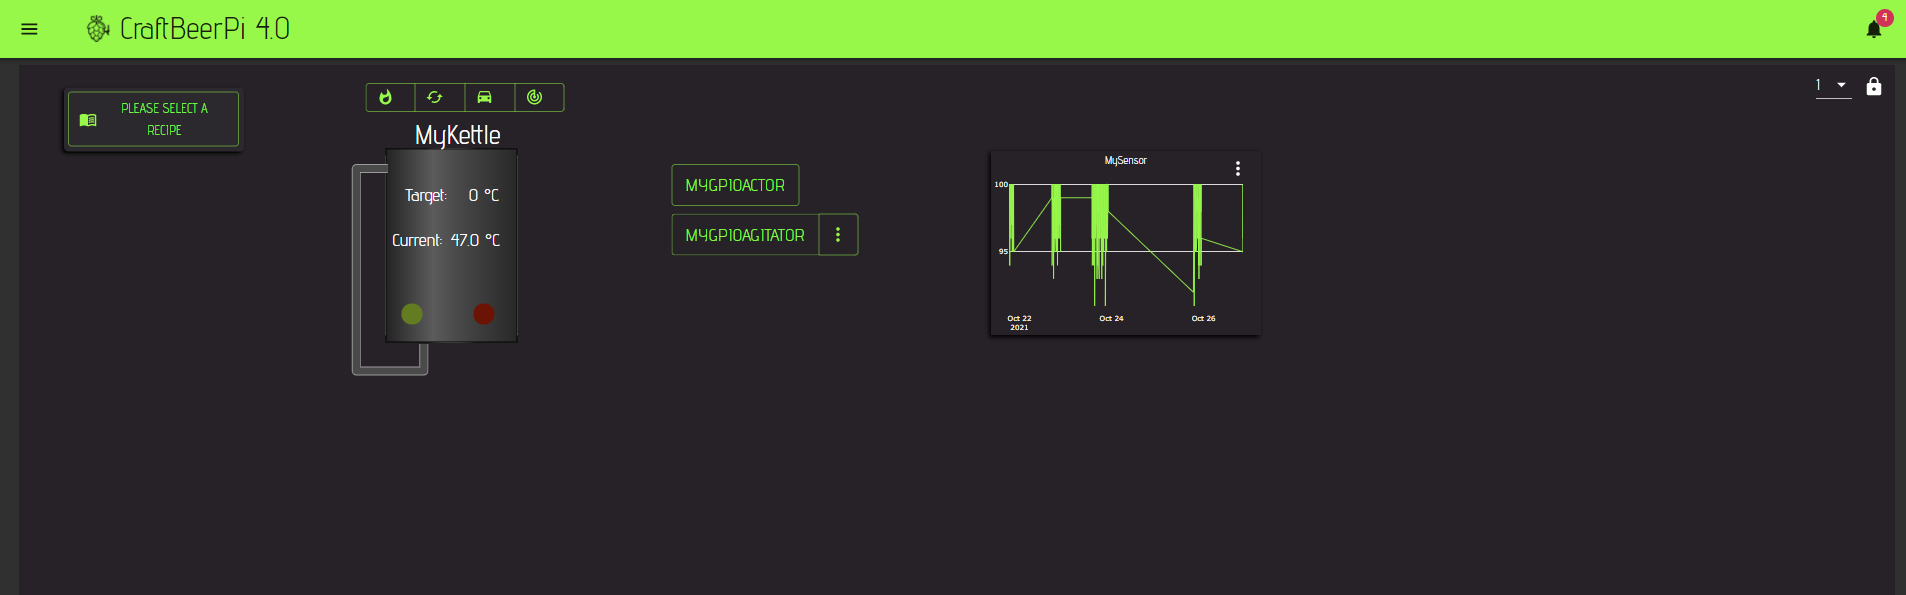 CraftBeerPi 4.0
4
PLEASE SELECT A
RECIPE
1
MyKettle
Target: 0 °C
Current: 47.0 °C
MYGPIOACTOR
MYGPIOAGITATOR
MySensor
100
95
Oct 22 Oct 24 Oct 26
2021